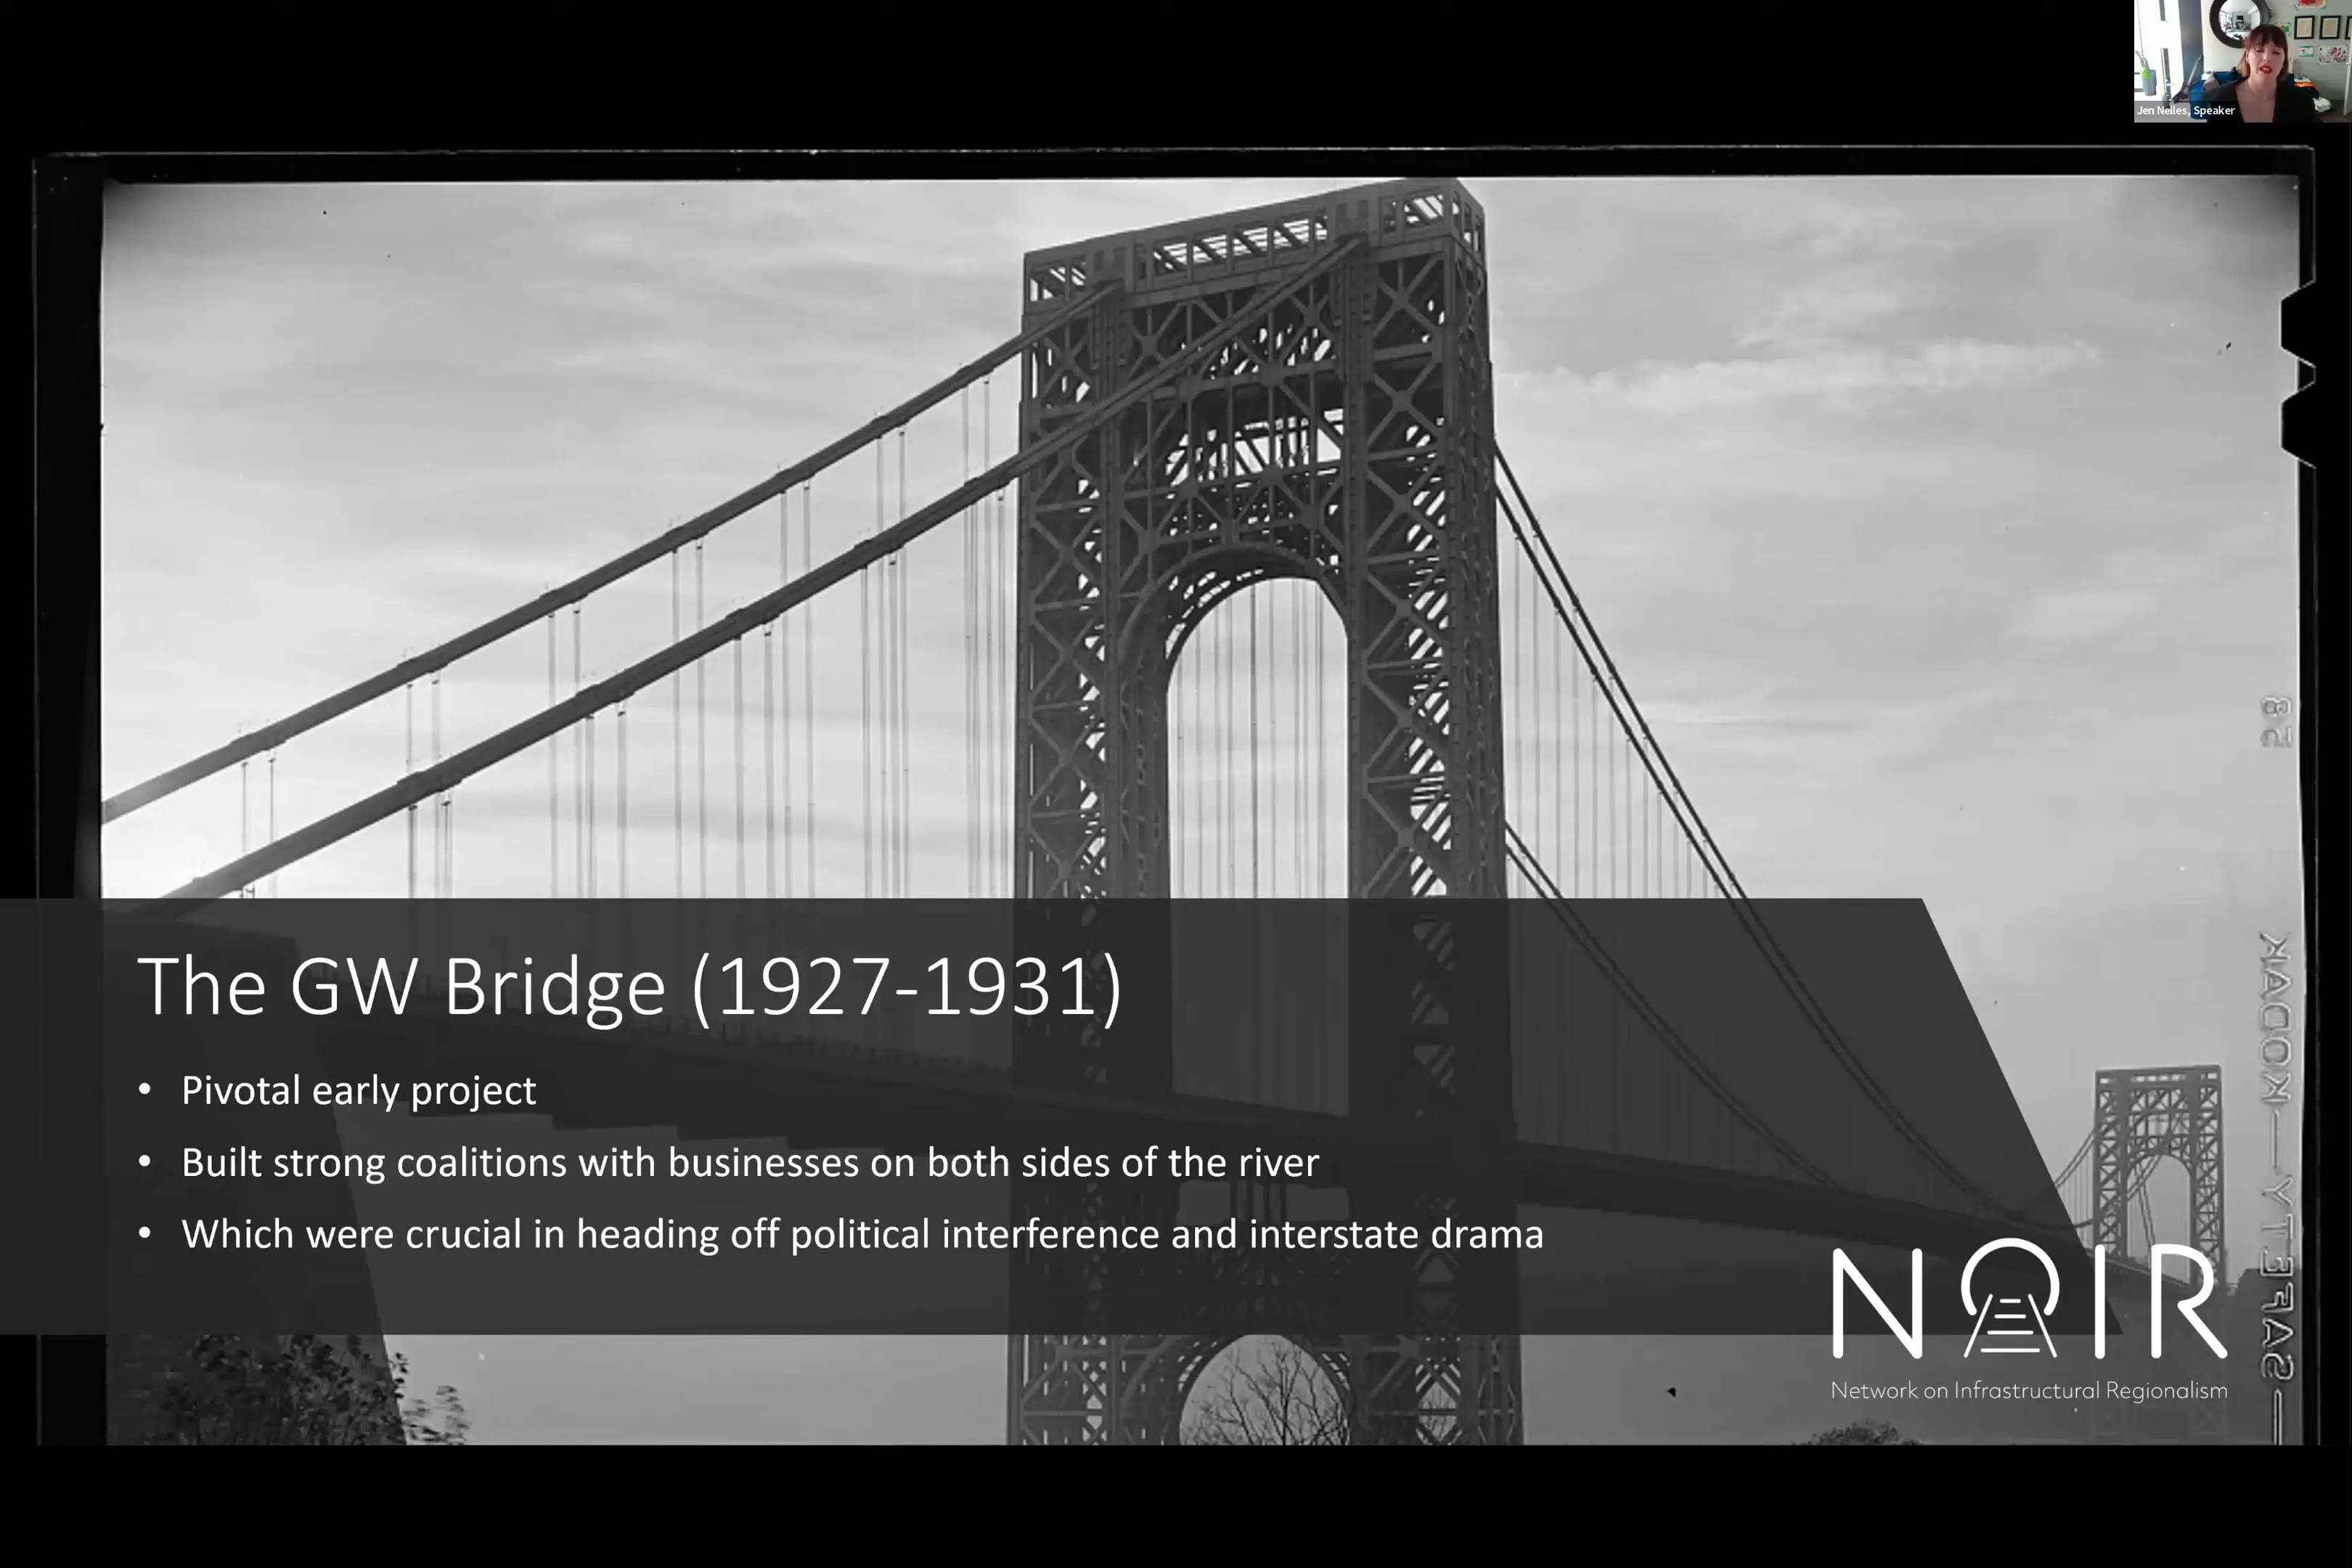 Jen Nelles, Speaker
58
The GW Bridge (1927-1931)
• Pivotal early project
• Built strong coalitions with businesses on both sides of the river
• Which were crucial in heading off political interference and interstate drama
KODAK—SAFETY—
NOIR
Network on Infrastructural Regionalism